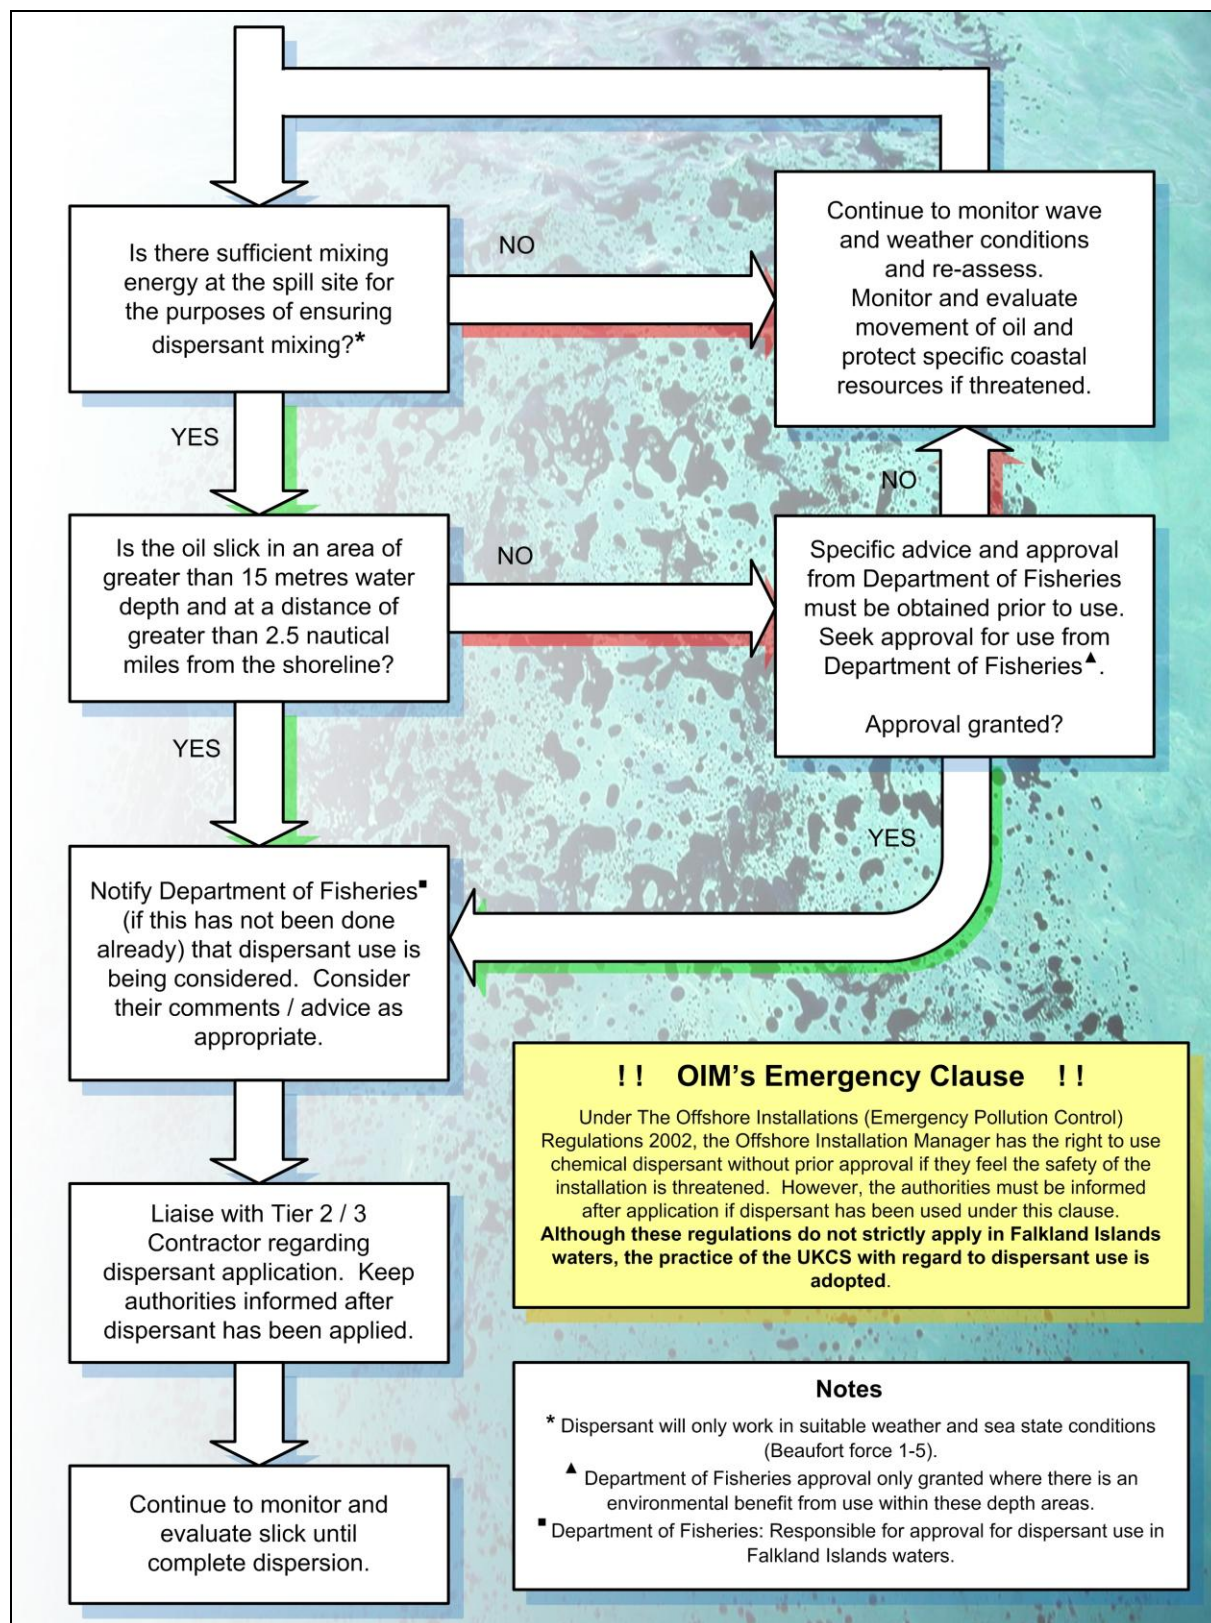 Is there sufficient mixing
energy at the spill site for
the purposes of ensuring
dispersant mixing?*
NO
Continue to monitor wave
and weather conditions
and re-assess.
Monitor and evaluate
movement of oil and
protect specific coastal
resources if threatened.
YES
NO
Is the oil slick in an area of
greater than 15 metres water
depth and at a distance of
greater than 2.5 nautical
miles from the shoreline?
NO
Specific advice and approval
from Department of Fisheries
must be obtained prior to use.
Seek approval for use from
Department of Fisheries▲.
Approval granted?
YES
YES
Notify Department of Fisheries■
(if this has not been done
already) that dispersant use is
being considered.  Consider
their comments / advice as
appropriate.
! ! OIM's Emergency Clause ! !
Under The Offshore Installations (Emergency Pollution Control)
Regulations 2002, the Offshore Installation Manager has the right to use
chemical dispersant without prior approval if they feel the safety of the
installation is threatened.  However, the authorities must be informed
after application if dispersant has been used under this clause.
Although these regulations do not strictly apply in Falkland Islands
waters, the practice of the UKCS with regard to dispersant use is
adopted.
Liaise with Tier 2 / 3
Contractor regarding
dispersant application.  Keep
authorities informed after
dispersant has been applied.
Notes
* Dispersant will only work in suitable weather and sea state conditions
(Beaufort force 1-5).
▲ Department of Fisheries approval only granted where there is an
environmental benefit from use within these depth areas.
■ Department of Fisheries: Responsible for approval for dispersant use in
Falkland Islands waters.
Continue to monitor and
evaluate slick until
complete dispersion.